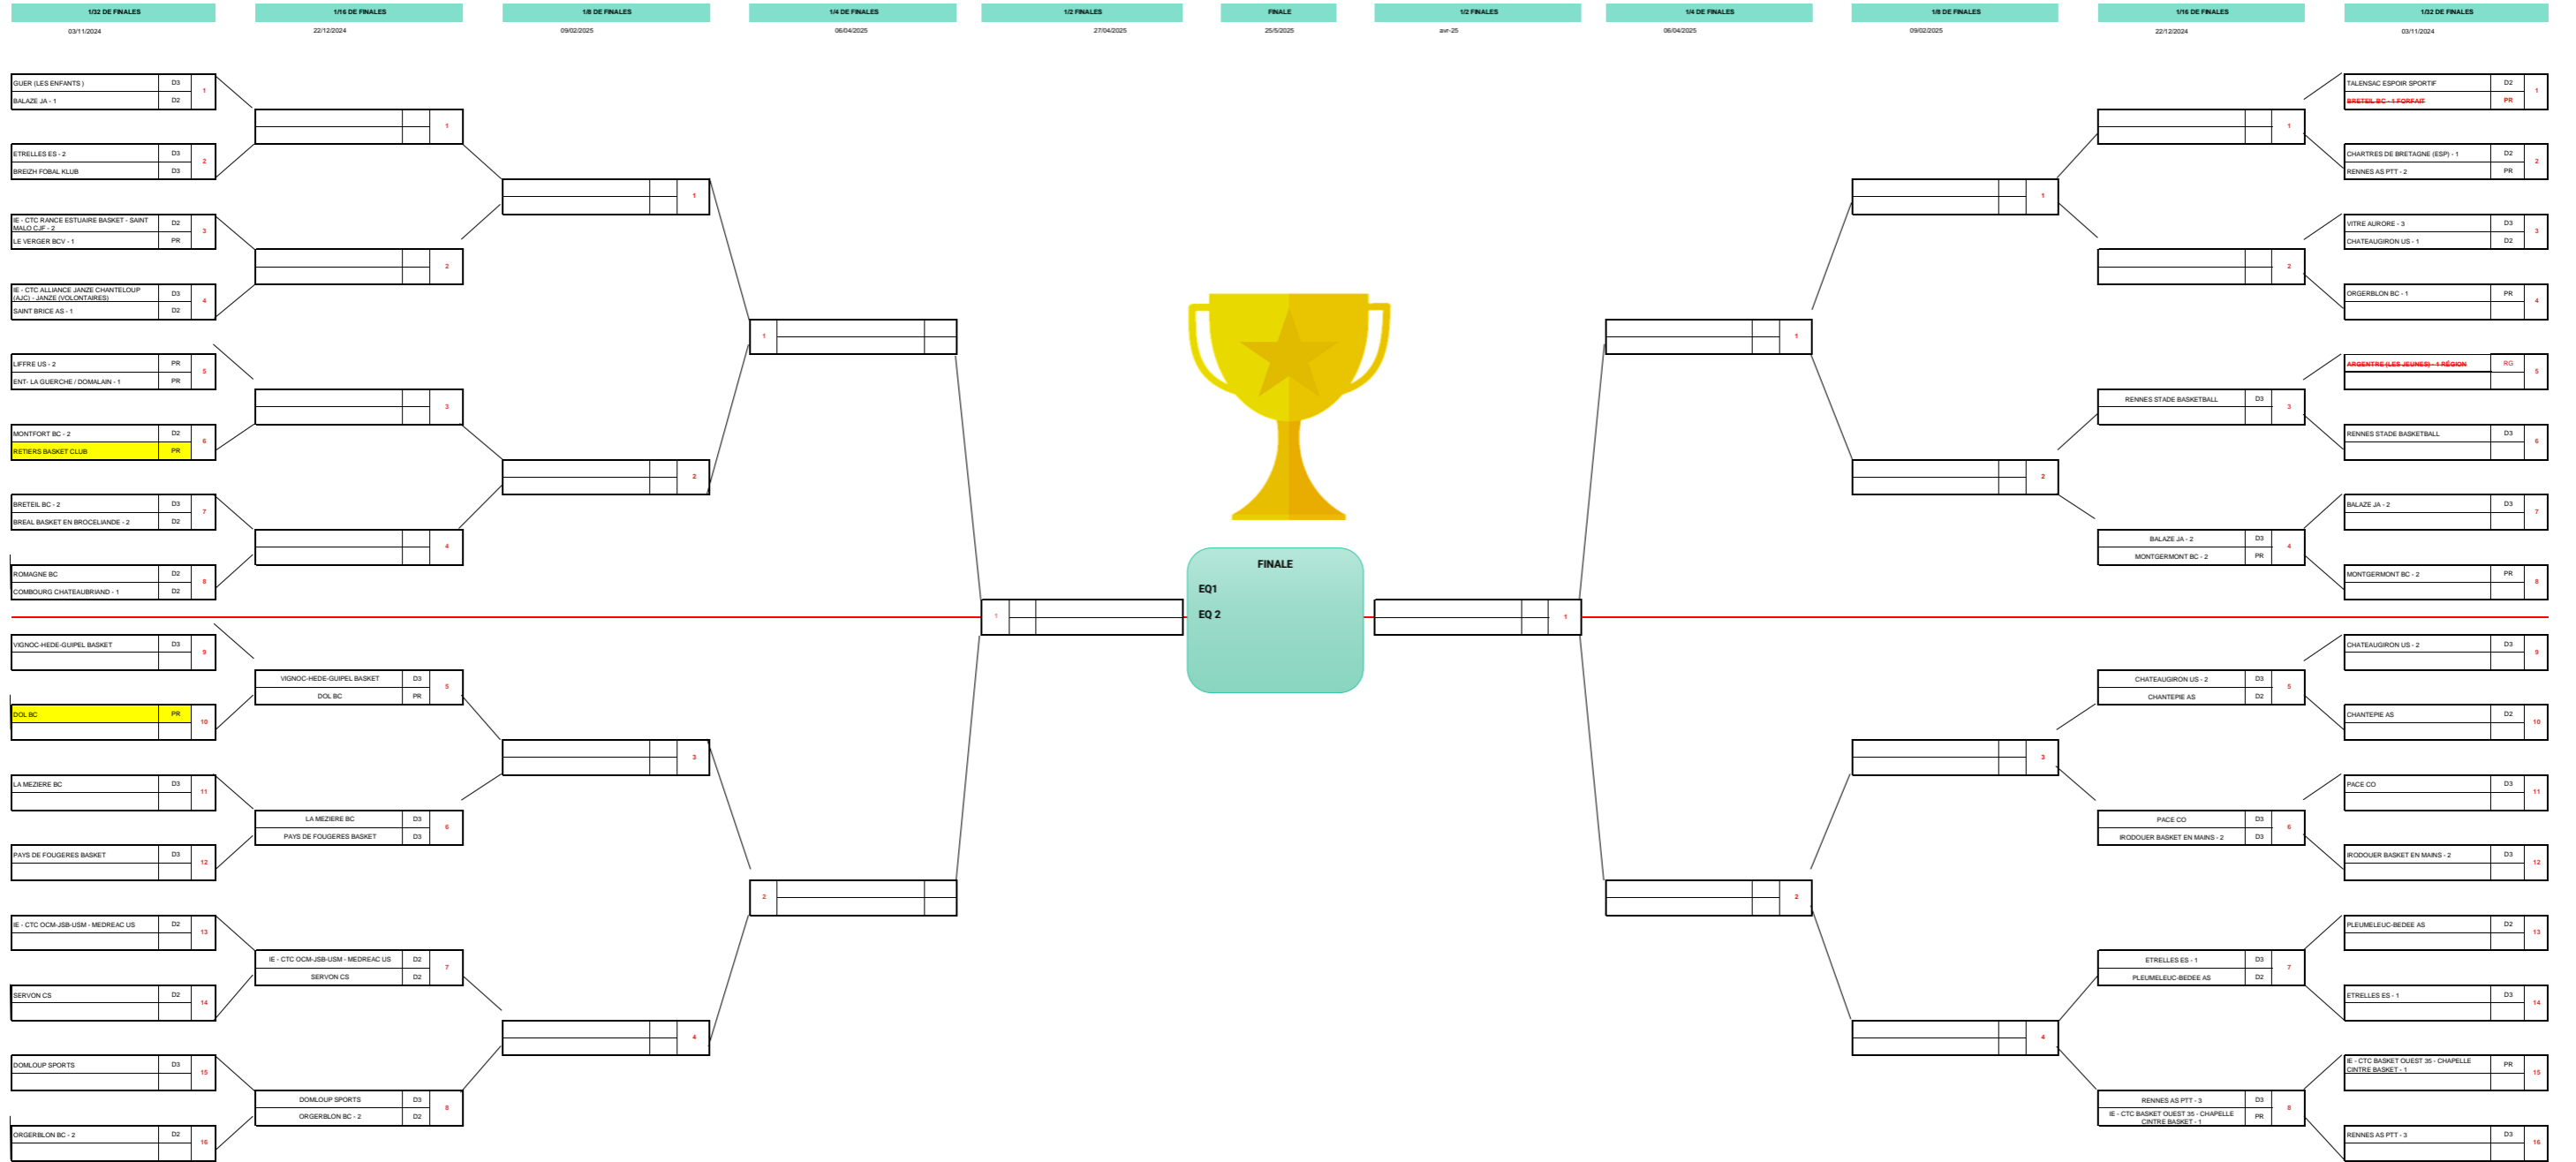 1/32 DE FINALES
1/16 DE FINALES
1/8 DE FINALES
1/4 DE FINALES
1/2 FINALES
FINALE
1/2 FINALES
1/4 DE FINALES
1/8 DE FINALES
1/16 DE FINALES
1/32 DE FINALES
03/11/2024
22/12/2024
09/02/2025
06/04/2025
27/04/2025
25/5/2025
avr-25
06/04/2025
09/02/2025
22/12/2024
03/11/2024
GUER (LES ENFANTS ) D3
1
BALAZE JA - 1 D2
ETRELLES ES - 2 D3
2
BREIZH FOBAL KLUB D3
IE - CTC RANCE ESTUAIRE BASKET - SAINT
MALO CJF - 2 D2
3
LE VERGER BCV - 1 PR
IE - CTC ALLIANCE JANZE CHANTELOUP
(AJC) - JANZE (VOLONTAIRES) D3
4
SAINT BRICE AS - 1 D2
LIFFRE US - 2 PR
5
ENT- LA GUERCHE / DOMALAIN - 1 PR
MONTFORT BC - 2 D2
6
RETIERS BASKET CLUB PR
BRETEIL BC - 2 D3
7
BREAL BASKET EN BROCELIANDE - 2 D2
ROMAGNE BC D2
8
COMBOURG CHATEAUBRIAND - 1 D2
VIGNOC-HEDE-GUIPEL BASKET D3
9
DOL BC PR
10
LA MEZIERE BC D3
11
PAYS DE FOUGERES BASKET D3
12
IE - CTC OCM-JSB-USM - MEDREAC US D2
13
SERVON CS D2
14
DOMLOUP SPORTS D3
15
ORGERBLON BC - 2 D2
16
1
2
3
4
VIGNOC-HEDE-GUIPEL BASKET D3
5
DOL BC PR
LA MEZIERE BC D3
6
PAYS DE FOUGERES BASKET D3
IE - CTC OCM-JSB-USM - MEDREAC US D2
7
SERVON CS D2
DOMLOUP SPORTS D3
8
ORGERBLON BC - 2 D2
1
2
3
4
1
2
1
FINALE
EQ1
EQ 2
1
1
2
1
2
3
4
1
2
RENNES STADE BASKETBALL D3
3
BALAZE JA - 2 D3
4
MONTGERMONT BC - 2 PR
CHATEAUGIRON US - 2 D3
5
CHANTEPIE AS D2
PACE CO D3
6
IRODOUER BASKET EN MAINS - 2 D3
ETRELLES ES - 1 D3
7
PLEUMELEUC-BEDEE AS D2
RENNES AS PTT - 3 D3
8
IE - CTC BASKET OUEST 35 - CHAPELLE
CINTRE BASKET - 1 PR
TALENSAC ESPOIR SPORTIF D2
1
BRETEIL BC - 1 FORFAIT PR
CHARTRES DE BRETAGNE (ESP) - 1 D2
2
RENNES AS PTT - 2 PR
VITRE AURORE - 3 D3
3
CHATEAUGIRON US - 1 D2
ORGERBLON BC - 1 PR
4
ARGENTRE (LES JEUNES) - 1 RÉGION RG
5
RENNES STADE BASKETBALL D3
6
BALAZE JA - 2 D3
7
MONTGERMONT BC - 2 PR
8
CHATEAUGIRON US - 2 D3
9
CHANTEPIE AS D2
10
PACE CO D3
11
IRODOUER BASKET EN MAINS - 2 D3
12
PLEUMELEUC-BEDEE AS D2
13
ETRELLES ES - 1 D3
14
IE - CTC BASKET OUEST 35 - CHAPELLE
CINTRE BASKET - 1 PR
15
RENNES AS PTT - 3 D3
16